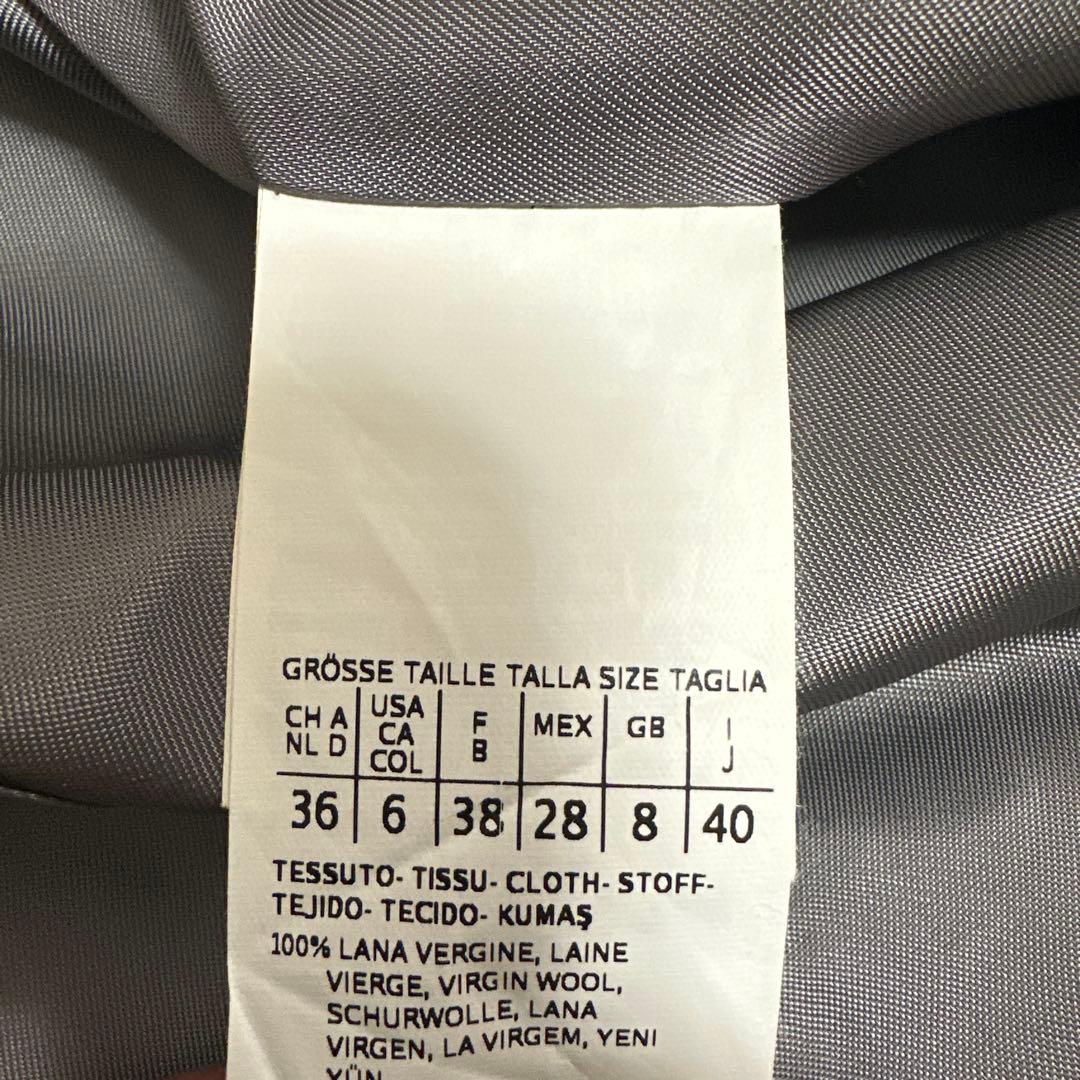 GRÖSSE TAILLE TALLA SIZE TAGLIA
CH A USA F MEX GB I
NL D CA B J
COL
36 6 38 28 8 40
TESSUTO- TISSU- CLOTH- STOFF-
TEJIDO- TECIDO- KUMAŞ
100% LANA VERGINE, LAINE
VIERGE, VIRGIN WOOL,
SCHURWOLLE, LANA
VIRGEN, LA VIRGEM, YENI
YÜN